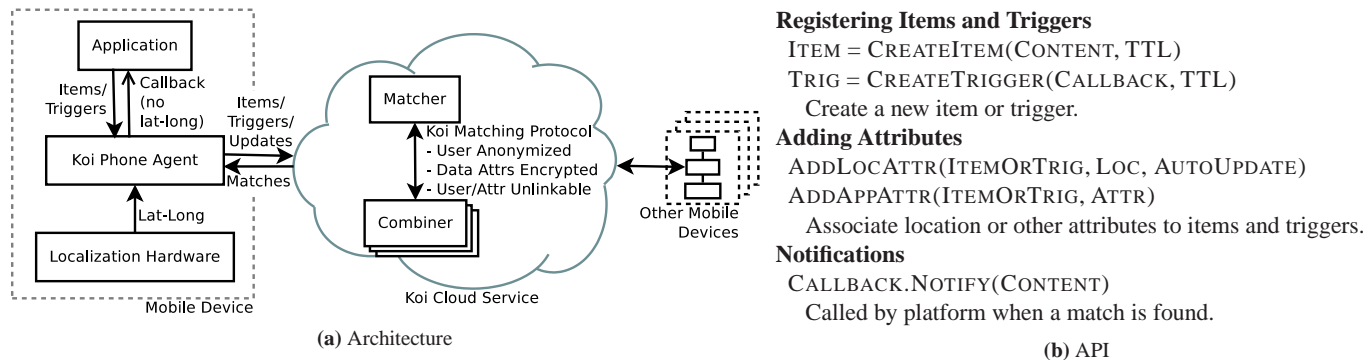 Application
Items/
Triggers
Callback
(no
lat-long)
Koi Phone Agent
Lat-Long
Localization Hardware
Mobile Device
Items/
Triggers/
Updates
Matches
Matcher
Koi Matching Protocol
- User Anonymized
- Data Attrs Encrypted
- User/Attr Unlinkable
Combiner
Koi Cloud Service
Other Mobile
Devices
(a) Architecture
Registering Items and Triggers
ITEM = CREATEITEM(CONTENT, TTL)
TRIG = CREATETRIGGER(CALLBACK, TTL)
Create a new item or trigger.
Adding Attributes
ADDLOCATTR(ITEMORTRIG, LOC, AUTOUPDATE)
ADDAPPATTR(ITEMORTRIG, ATTR)
Associate location or other attributes to items and triggers.
Notifications
CALLBACK.NOTIFY(CONTENT)
Called by platform when a match is found.
(b) API